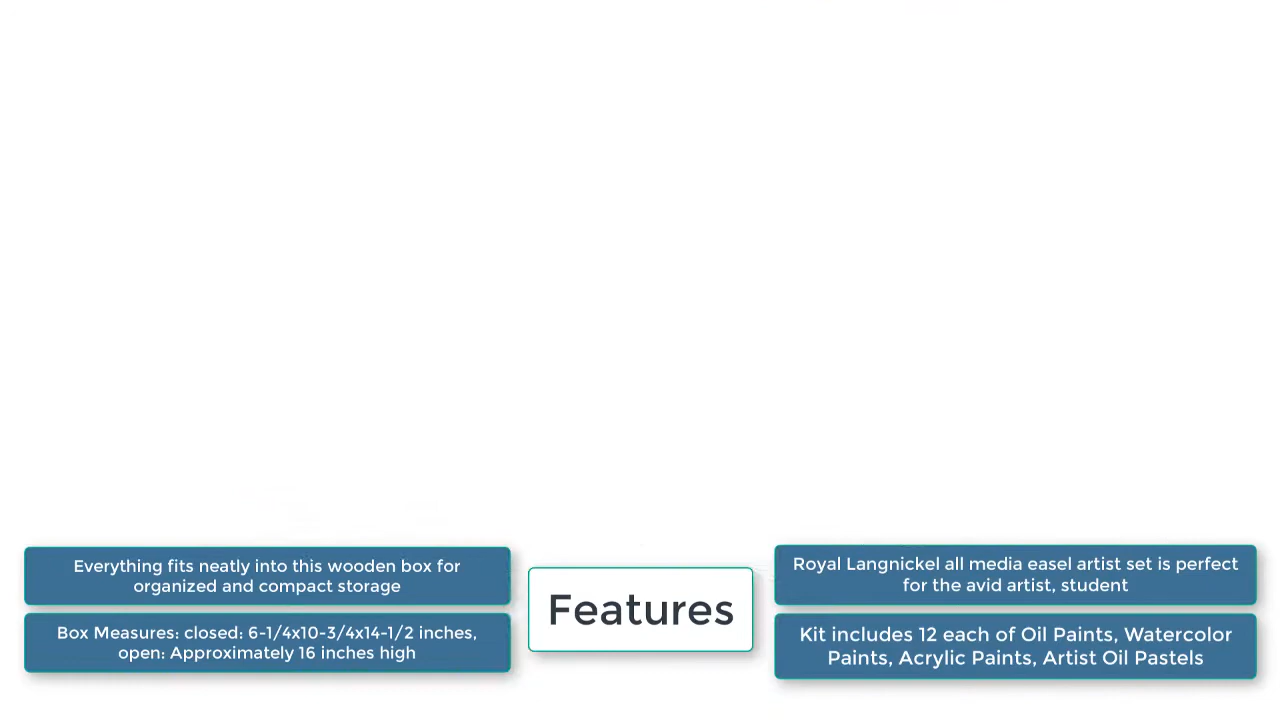 Everything fits neatly into this wooden box for
organized and compact storage
Box Measures: closed: 6-1/4x10-3/4x14-1/2 inches,
open: Approximately 16 inches high
Features
Royal Langnickel all media easel artist set is perfect
for the avid artist, student
Kit includes 12 each of Oil Paints, Watercolor
Paints, Acrylic Paints, Artist Oil Pastels